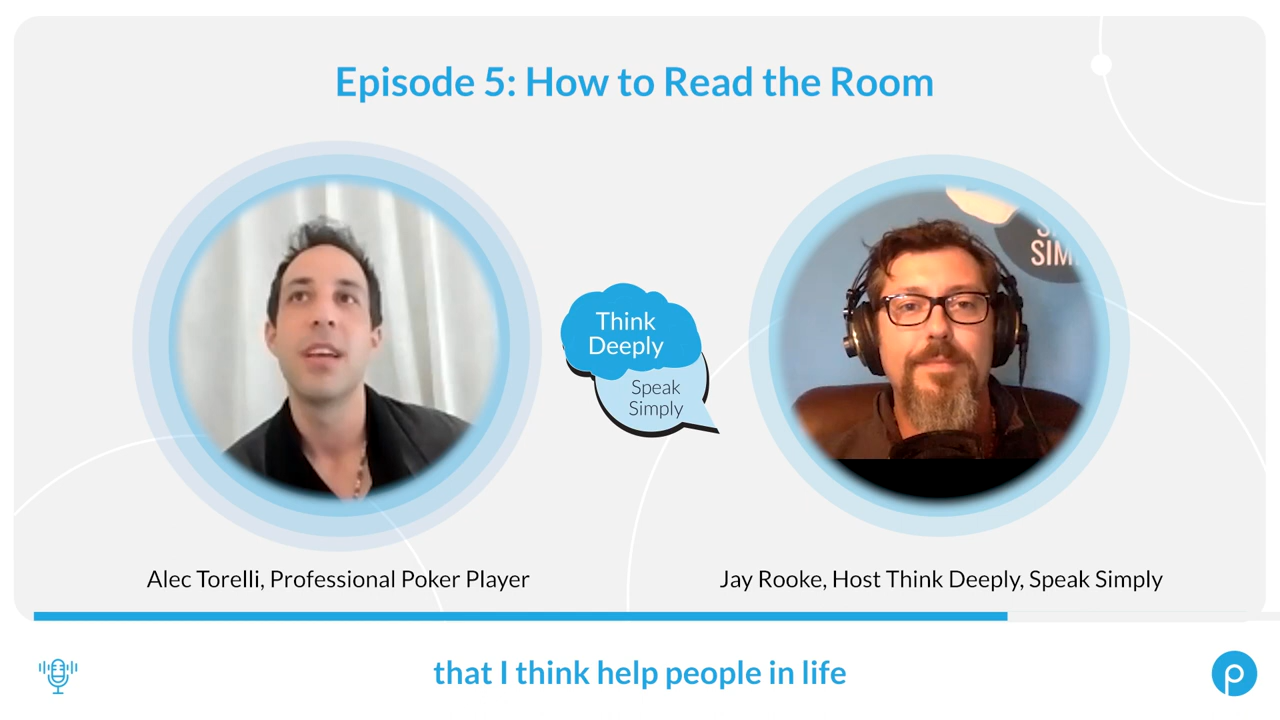 Episode 5: How to Read the Room
Think
Deeply
Speak
Simply
Alec Torelli, Professional Poker Player
Jay Rooke, Host Think Deeply, Speak Simply
that I think help people in life